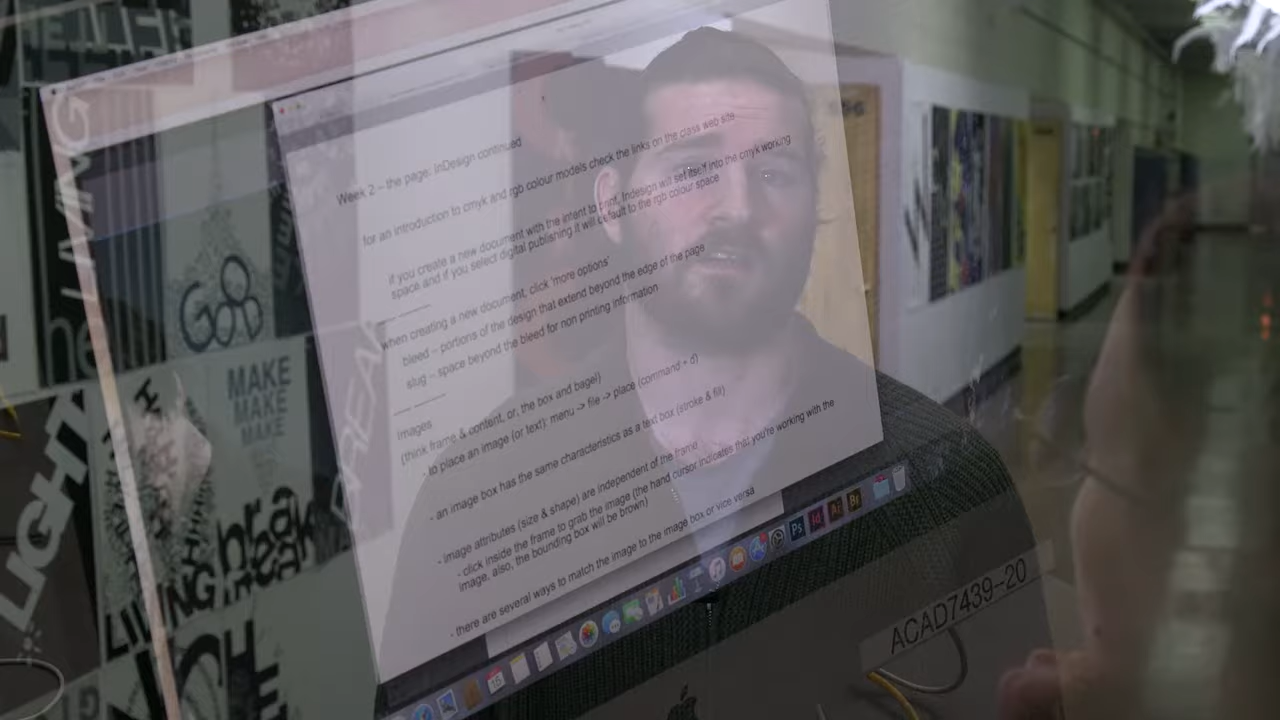 Week 2 – the page: InDesign continued
for an introduction to cmyk and rgb colour models check the links on the class web site
if you create a new document with the intent to print, Indesign will set itself into the cmyk working
space and if you select digital publishing it will default to the rgb colour space
when creating a new document, click 'more options'
bleed – portions of the design that extend beyond the edge of the page
slug – space beyond the bleed for non printing information
Images
(think frame & content, or, the box and bagel)
- to place an image (or text): menu -> file -> place (command + d)
- an image box has the same characteristics as a text box (stroke & fill)
- image attributes (size & shape) are independent of the frame
- click inside the frame to grab the image (the hand cursor indicates that you're working with the
image, also, the bounding box will be brown)
- there are several ways to match the image to the image box or vice versa
15
Ps Id Ai Br
ACAD7439-20
MAKE
MAKE
MAKE
LIGHT
break
LIVING